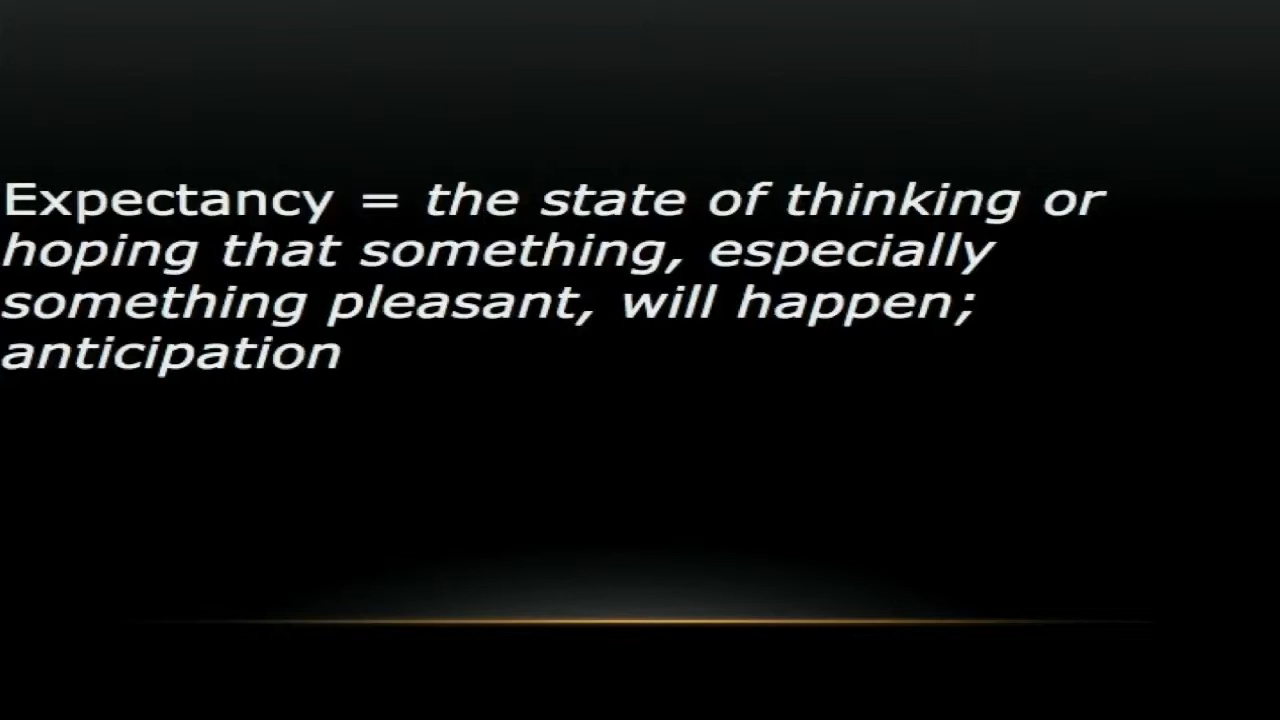 Expectancy = the state of thinking or
hoping that something, especially
something pleasant, will happen;
anticipation